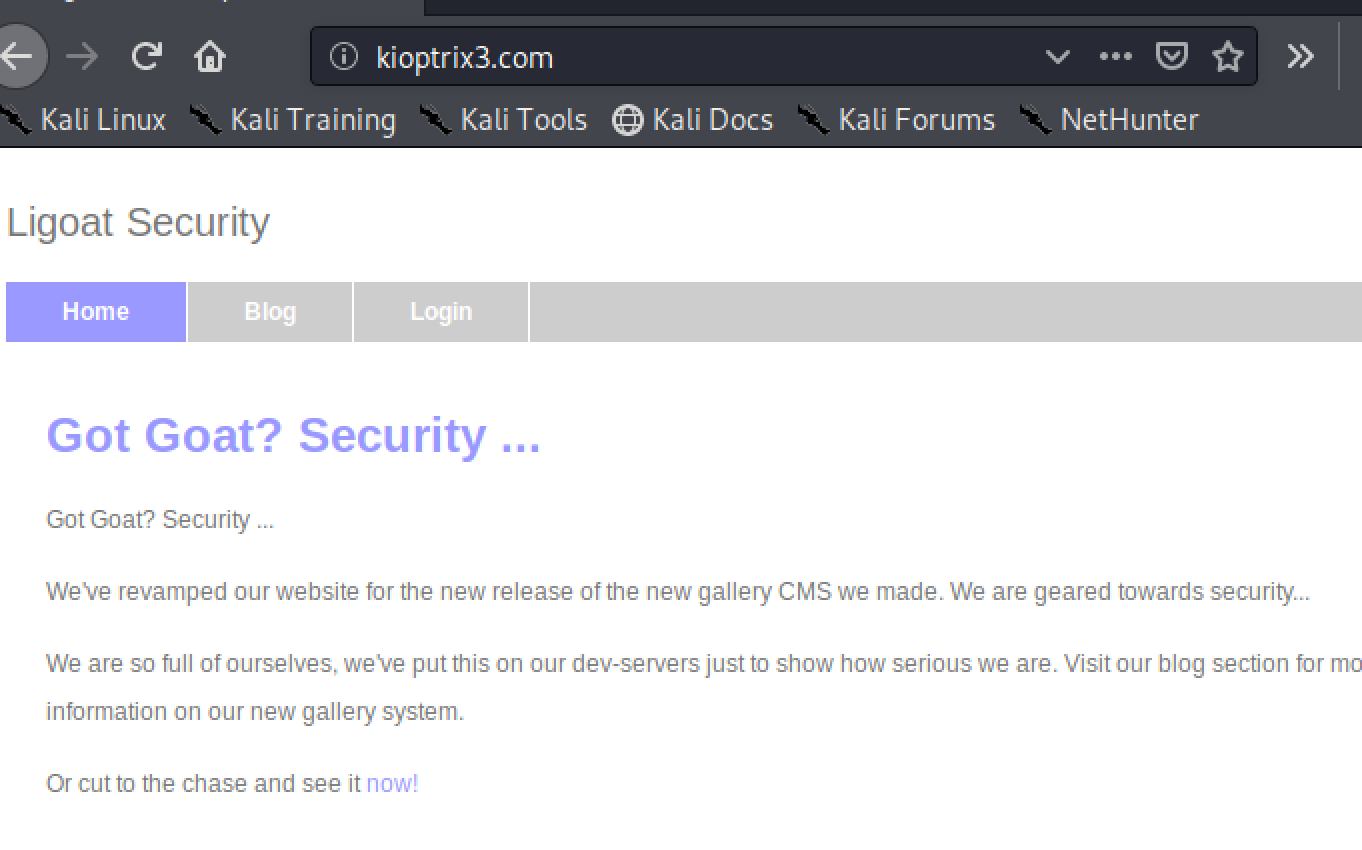 kioptrix3.com
Kali Linux Kali Training Kali Tools Kali Docs Kali Forums NetHunter
Ligoat Security
Home Blog Login
Got Goat? Security ...
Got Goat? Security ...
We've revamped our website for the new release of the new gallery CMS we made. We are geared towards security...
We are so full of ourselves, we've put this on our dev-servers just to show how serious we are. Visit our blog section for mo
information on our new gallery system.
Or cut to the chase and see it now!